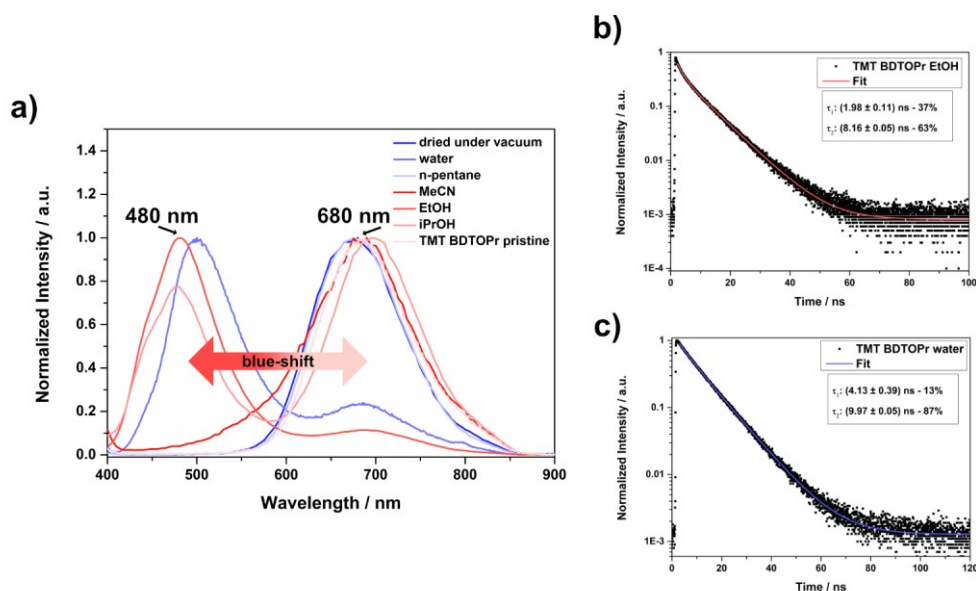 a)
480 nm
680 nm
dried under vacuum
water
n-pentane
MeCN
EtOH
iPrOH
TMT BDTOPr pristine
blue-shift
Normalized Intensity / a.u.
1.4
1.2
1.0
0.8
0.6
0.4
0.2
0.0
400 500 600 700 800 900
Wavelength / nm
b)
TMT BDTOPr EtOH
Fit
τ₁: (1.98 ± 0.11) ns - 37%
τ₂: (8.16 ± 0.05) ns - 63%
Normalized Intensity / a.u.
1
0.1
0.01
1E-3
1E-4
0 20 40 60 80 100
Time / ns
c)
TMT BDTOPr water
Fit
τ₁: (4.13 ± 0.39) ns - 13%
τ₂: (9.97 ± 0.05) ns - 87%
Normalized Intensity / a.u.
1
0.1
0.01
1E-3
0 20 40 60 80 100 120
Time / ns